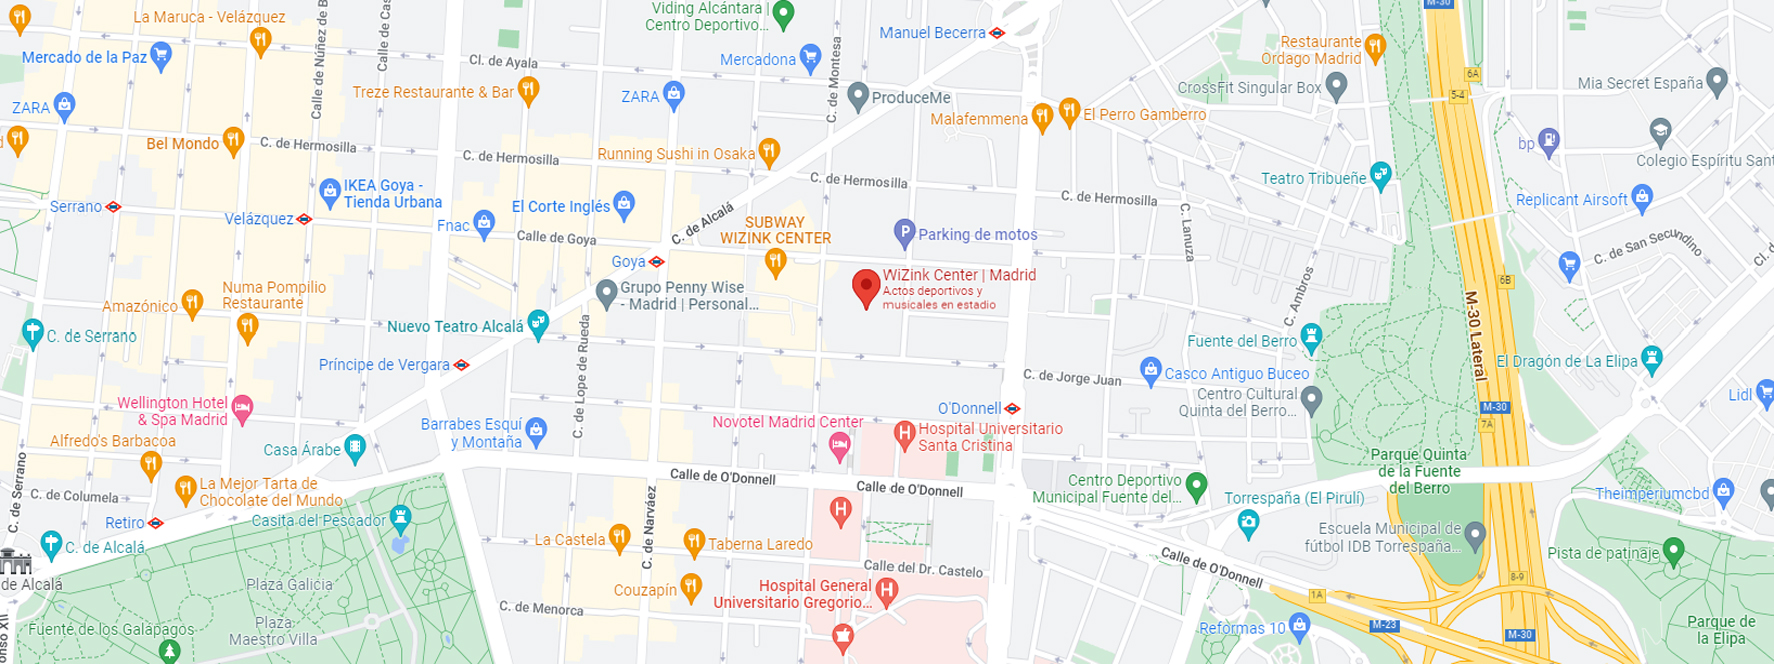 La Maruca - Velázquez
Viding Alcántara |
Centro Deportivo...
M-30
Mercado de la Paz
Calle de Núñez de B
Calle de Cas
Cl. de Ayala
Mercadona
C. de Montesa
Manuel Becerra
Restaurante
Ordago Madrid
6A
5-4
Mia Secret España
ZARA
Treze Restaurante & Bar
ZARA
ProduceMe
CrossFit Singular Box
Malafemmena
El Perro Gamberro
Bel Mondo
C. de Hermosilla
C. de Hermosilla
Running Sushi in Osaka
bp
Colegio Espíritu Sant
C. de Hermosilla
C. de Hermosilla
Teatro Tribueñe
IKEA Goya -
Tienda Urbana
Serrano
Velázquez
Fnac
El Corte Inglés
C. de Alcalá
SUBWAY
WIZINK CENTER
Parking de motos
C. Lanuza
Replicant Airsoft
C. de San Secundino
Calle de Goya
Goya
WiZink Center | Madrid
Actos deportivos y
musicales en estadio
Grupo Penny Wise
- Madrid | Personal...
6B
C. Ambros
Amazónico
Numa Pompilio
Restaurante
C. de Serrano
Nuevo Teatro Alcalá
C. de Lope de Rueda
M-30 Lateral
Fuente del Berro
El Dragón de La Elipa
Príncipe de Vergara
C. de Jorge Juan
Casco Antiguo Buceo
Centro Cultural
Quinta del Berro...
Lidl
M-30
7A
Wellington Hotel
& Spa Madrid
Barrabes Esquí
y Montaña
Novotel Madrid Center
O'Donnell
Hospital Universitario
Santa Cristina
Alfredo's Barbacoa
Casa Árabe
Parque Quinta
de la Fuente
del Berro
C. de Serrano
La Mejor Tarta de
Chocolate del Mundo
C. de Columela
Calle de O'Donnell
Calle de O'Donnell
Centro Deportivo
Municipal Fuente del...
Torrespaña (El Pirulí)
Theimperiumcbd
Retiro
Casita del Pescador
C. de Narváez
La Castela
Taberna Laredo
Escuela Municipal de
fútbol IDB Torrespaña...
Pista de patinaje
C. de Alcalá
de Alcalá
Plaza Galicia
Calle del Dr. Castelo
Calle de O'Donnell
8-9
Couzapín
Hospital General
Universitario Gregorio...
1A
C. de Menorca
Plaza
Maestro Villa
Fuente de los Galápagos
onso XII
Reformas 10
M-23
M-30
Parque de
la Elipa